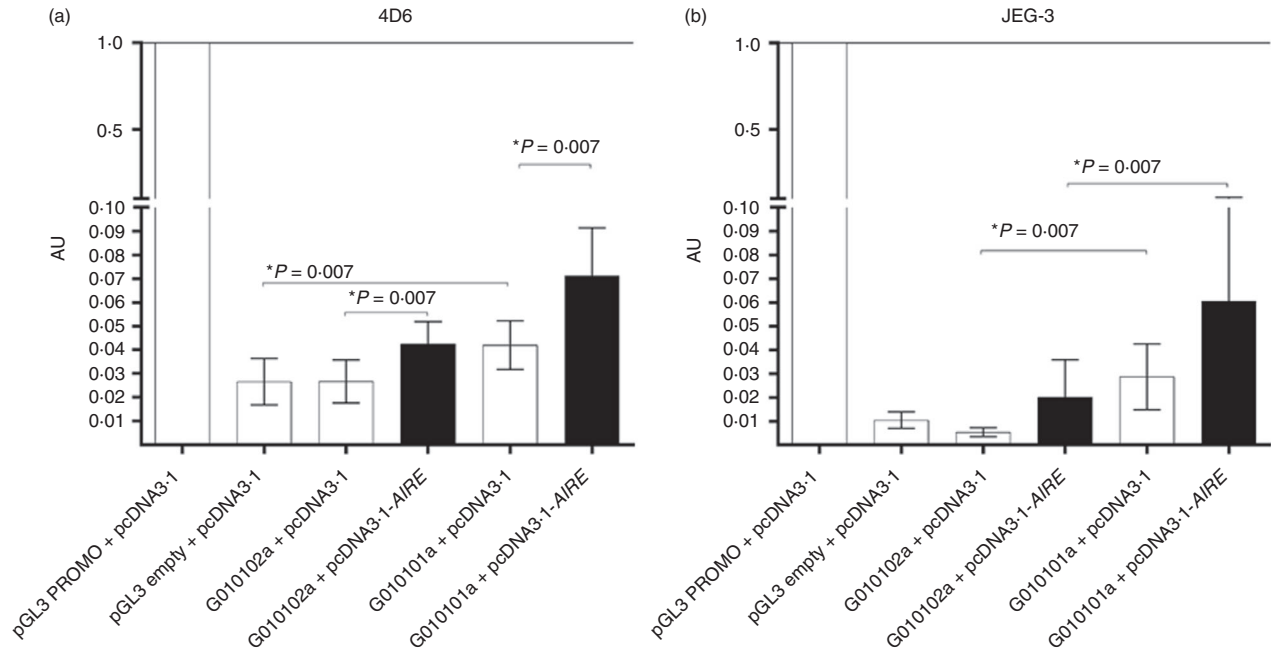 (a)
4D6
1·0
0·5
0·10
0·09
0·08
0·07
0·06
0·05
0·04
0·03
0·02
0·01
AU
*P = 0·007
*P = 0·007
*P = 0·007
pGL3 PROMO + pcDNA3·1
pGL3 empty + pcDNA3·1
G010102a + pcDNA3·1
G010102a + pcDNA3·1-AIRE
G010101a + pcDNA3·1
G010101a + pcDNA3·1-AIRE
(b)
JEG-3
1·0
0·5
0·10
0·09
0·08
0·07
0·06
0·05
0·04
0·03
0·02
0·01
AU
*P = 0·007
*P = 0·007
pGL3 PROMO + pcDNA3·1
pGL3 empty + pcDNA3·1
G010102a + pcDNA3·1
G010102a + pcDNA3·1-AIRE
G010101a + pcDNA3·1
G010101a + pcDNA3·1-AIRE